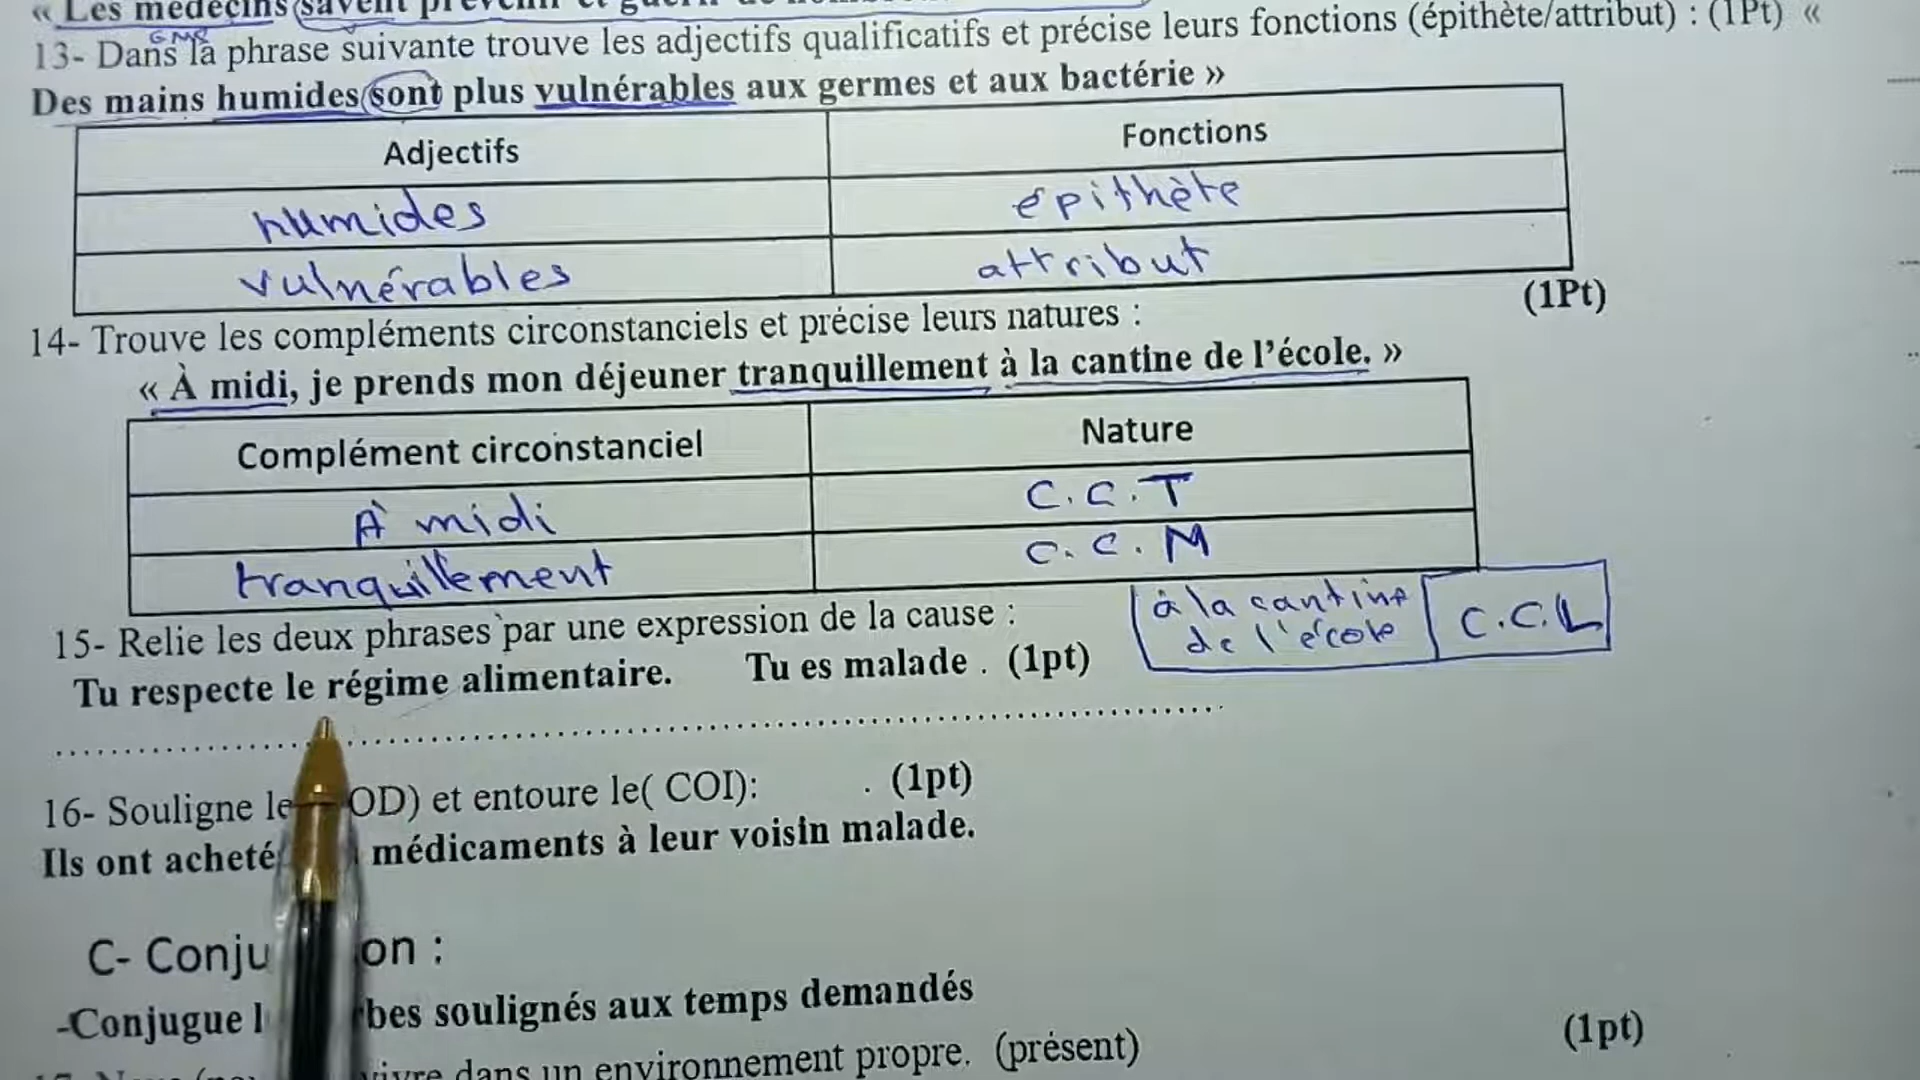 « Les médecins savent prévenir et
GMS
13- Dans la phrase suivante trouve les adjectifs qualificatifs et précise leurs fonctions (épithète/attribut) : (1Pt) «
Des mains humides sont plus vulnérables aux germes et aux bactérie »
Adjectifs Fonctions
humides épithète
vulnérables attribut
(1Pt)
14- Trouve les compléments circonstanciels et précise leurs natures :
« À midi, je prends mon déjeuner tranquillement à la cantine de l'école. »
Complément circonstanciel Nature
À midi C.C.T
tranquillement C.C.M
à la cantine de l'école C.C.L
15- Relie les deux phrases par une expression de la cause :
Tu respecte le régime alimentaire. Tu es malade . (1pt)
16- Souligne le OD) et entoure le( COI): . (1pt)
Ils ont acheté médicaments à leur voisin malade.
C- Conju on :
-Conjugue l bes soulignés aux temps demandés
(1pt)
vivre dans un environnement propre. (présent)